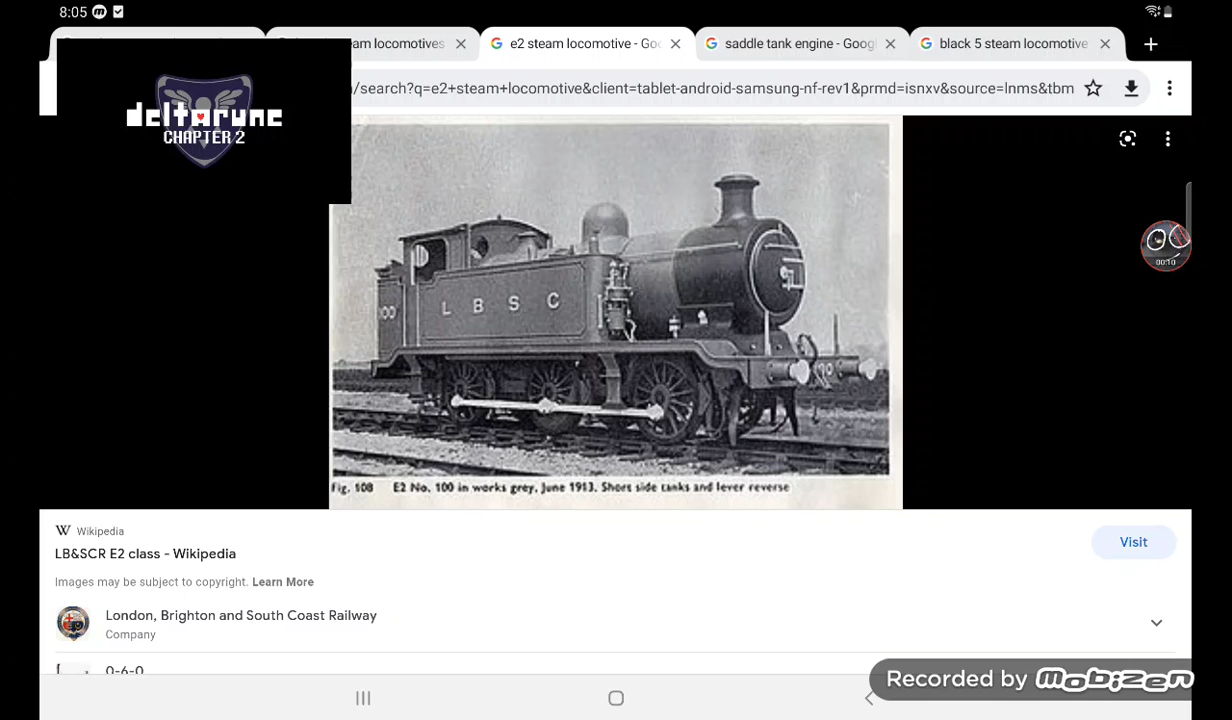 8:05
am locomotives
e2 steam locomotive - Goo
saddle tank engine - Googl
black 5 steam locomotive
/search?q=e2+steam+locomotive&client=tablet-android-samsung-nf-rev1&prmd=isnxv&source=lnms&tbm
deltarune
CHAPTER 2
00:10
100
L B S C
Fig. 108 E2 No. 100 in works grey, June 1913. Short side tanks and lever reverse
W Wikipedia
LB&SCR E2 class - Wikipedia
Visit
Images may be subject to copyright. Learn More
London, Brighton and South Coast Railway
Company
0-6-0
Recorded by mobizen